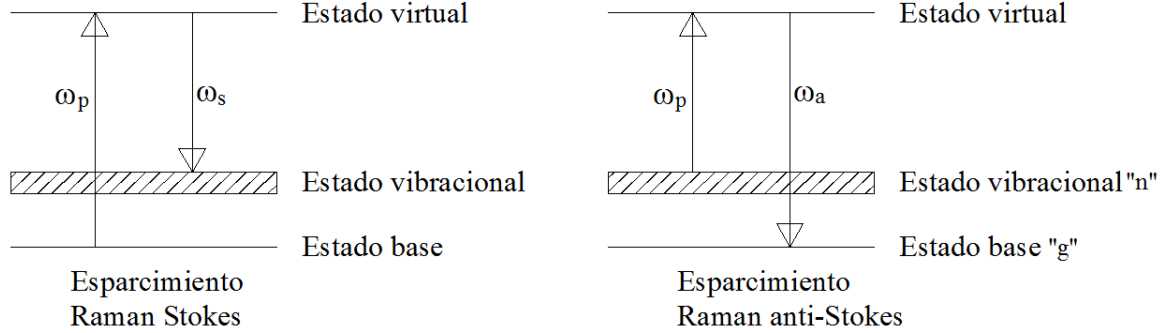 Estado virtual
ωp
ωs
Estado vibracional
Estado base
Esparcimiento
Raman Stokes
Estado virtual
ωp
ωa
Estado vibracional "n"
Estado base "g"
Esparcimiento
Raman anti-Stokes